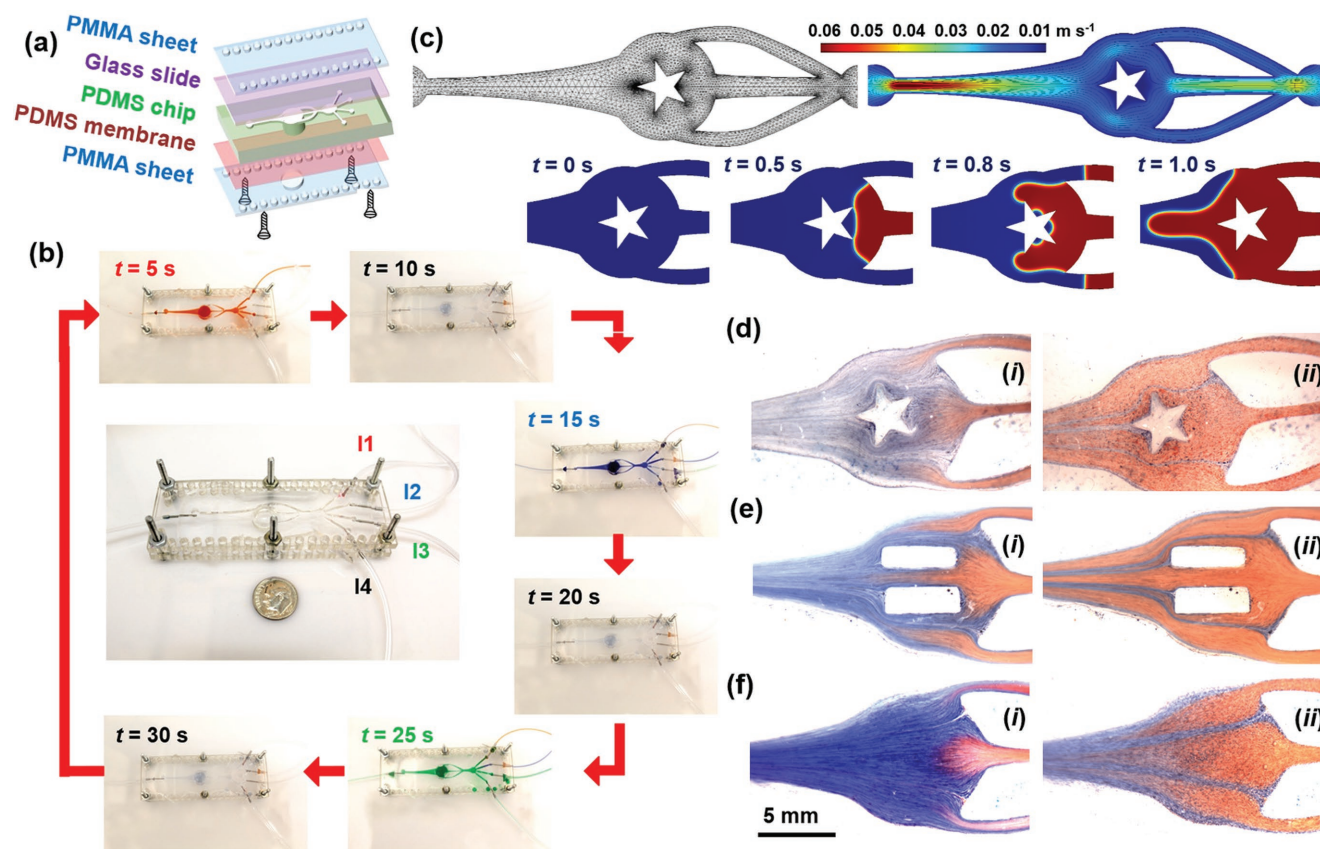 (a)
PMMA sheet
Glass slide
PDMS chip
PDMS membrane
PMMA sheet
(c)
0.06 0.05 0.04 0.03 0.02 0.01 m s⁻¹
t = 0 s
t = 0.5 s
t = 0.8 s
t = 1.0 s
(b)
t = 5 s
t = 10 s
t = 15 s
t = 20 s
t = 25 s
t = 30 s
I1
I2
I3
I4
(d)
(i)
(ii)
(e)
(i)
(ii)
(f)
(i)
(ii)
5 mm